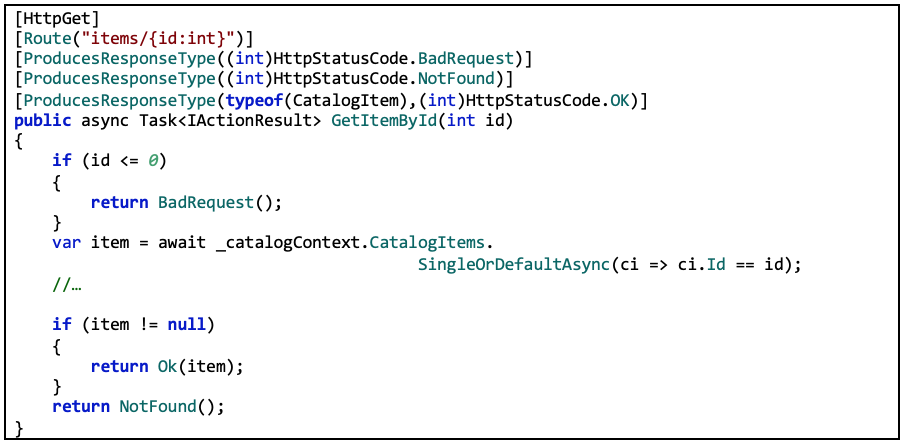 [HttpGet]
[Route("items/{id:int}")]
[ProducesResponseType((int)HttpStatusCode.BadRequest)]
[ProducesResponseType((int)HttpStatusCode.NotFound)]
[ProducesResponseType(typeof(CatalogItem),(int)HttpStatusCode.OK)]
public async Task<IActionResult> GetItemById(int id)
{
    if (id <= 0)
    {
        return BadRequest();
    }
    var item = await _catalogContext.CatalogItems.
                                          SingleOrDefaultAsync(ci => ci.Id == id);
    //…

    if (item != null)
    {
        return Ok(item);
    }
    return NotFound();
}